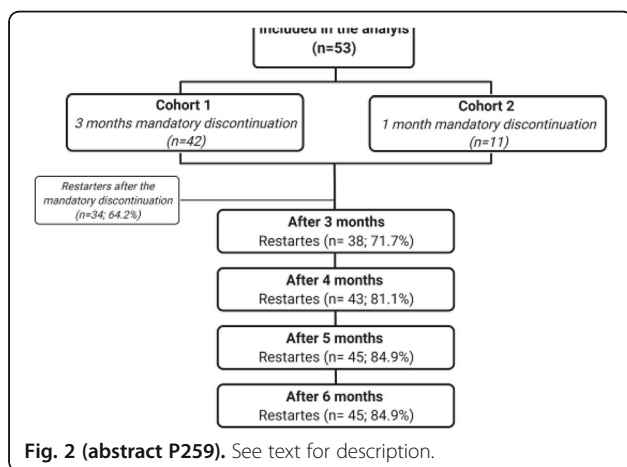 Included in the analyis
(n=53)
Cohort 1
3 months mandatory discontinuation
(n=42)
Cohort 2
1 month mandatory discontinuation
(n=11)
Restarters after the
mandatory discontinuation
(n=34; 64.2%)
After 3 months
Restartes (n= 38; 71.7%)
After 4 months
Restartes (n= 43; 81.1%)
After 5 months
Restartes (n= 45; 84.9%)
After 6 months
Restartes (n= 45; 84.9%)
Fig. 2 (abstract P259). See text for description.